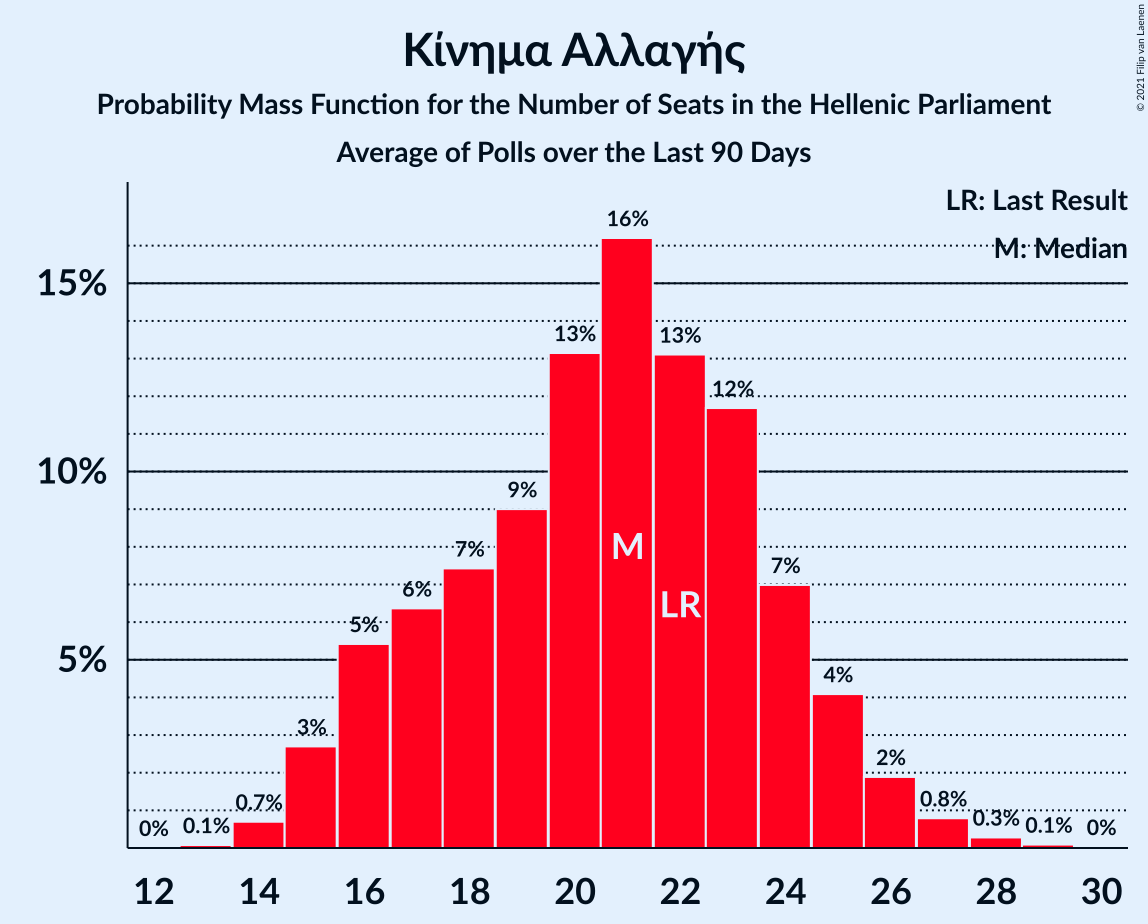 Κίνημα Αλλαγής
Probability Mass Function for the Number of Seats in the Hellenic Parliament
Average of Polls over the Last 90 Days
© 2021 Filip van Laenen
LR: Last Result
M: Median
15%
10%
5%
0%
0.1%
0.7%
3%
5%
6%
7%
9%
13%
16%
13%
12%
7%
4%
2%
0.8%
0.3%
0.1%
0%
M
LR
12 14 16 18 20 22 24 26 28 30